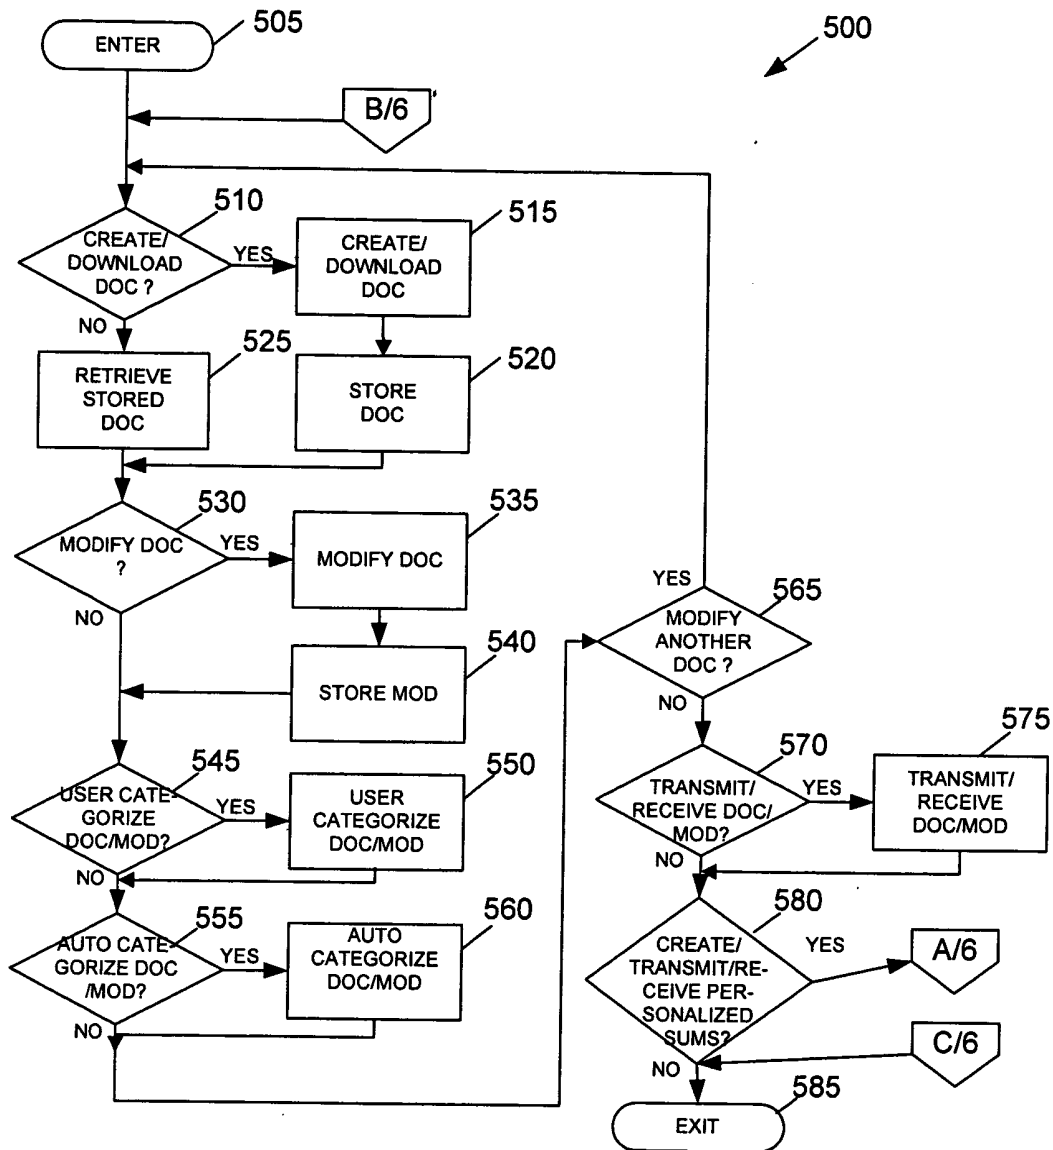 ENTER
505
500
B/6
510
CREATE/
DOWNLOAD
DOC ?
YES
NO
515
CREATE/
DOWNLOAD
DOC
525
RETRIEVE
STORED
DOC
520
STORE
DOC
530
MODIFY DOC
?
YES
NO
535
MODIFY DOC
540
STORE MOD
545
USER CATE-
GORIZE
DOC/MOD?
YES
NO
550
USER
CATEGORIZE
DOC/MOD
555
AUTO CATE-
GORIZE DOC
/MOD?
YES
NO
560
AUTO
CATEGORIZE
DOC/MOD
YES
565
MODIFY
ANOTHER
DOC ?
NO
570
TRANSMIT/
RECEIVE DOC/
MOD?
YES
NO
575
TRANSMIT/
RECEIVE
DOC/MOD
580
CREATE/
TRANSMIT/RE-
CEIVE PER-
SONALIZED
SUMS?
YES
NO
A/6
C/6
585
EXIT